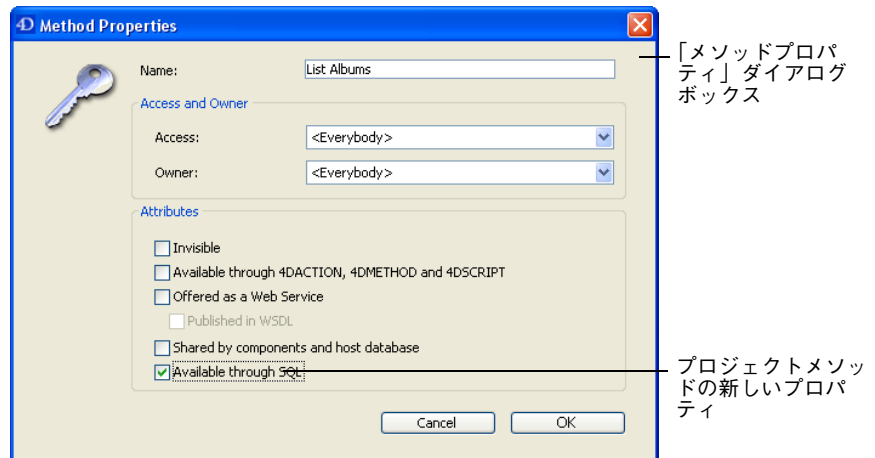 4D Method Properties
Name:
List Albums
Access and Owner
Access:
<Everybody>
Owner:
<Everybody>
Attributes
Invisible
Available through 4DACTION, 4DMETHOD and 4DSCRIPT
Offered as a Web Service
Published in WSDL
Shared by components and host database
Available through SQL
Cancel
OK
「メソッドプロパ
ティ」ダイアログ
ボックス
プロジェクトメソッ
ドの新しいプロパ
ティ